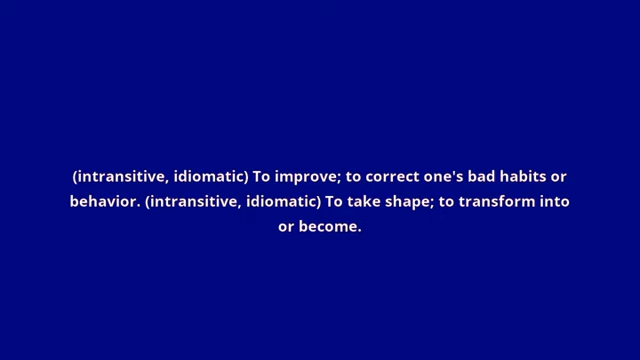 (intransitive, idiomatic) To improve; to correct one's bad habits or
behavior. (intransitive, idiomatic) To take shape; to transform into
or become.